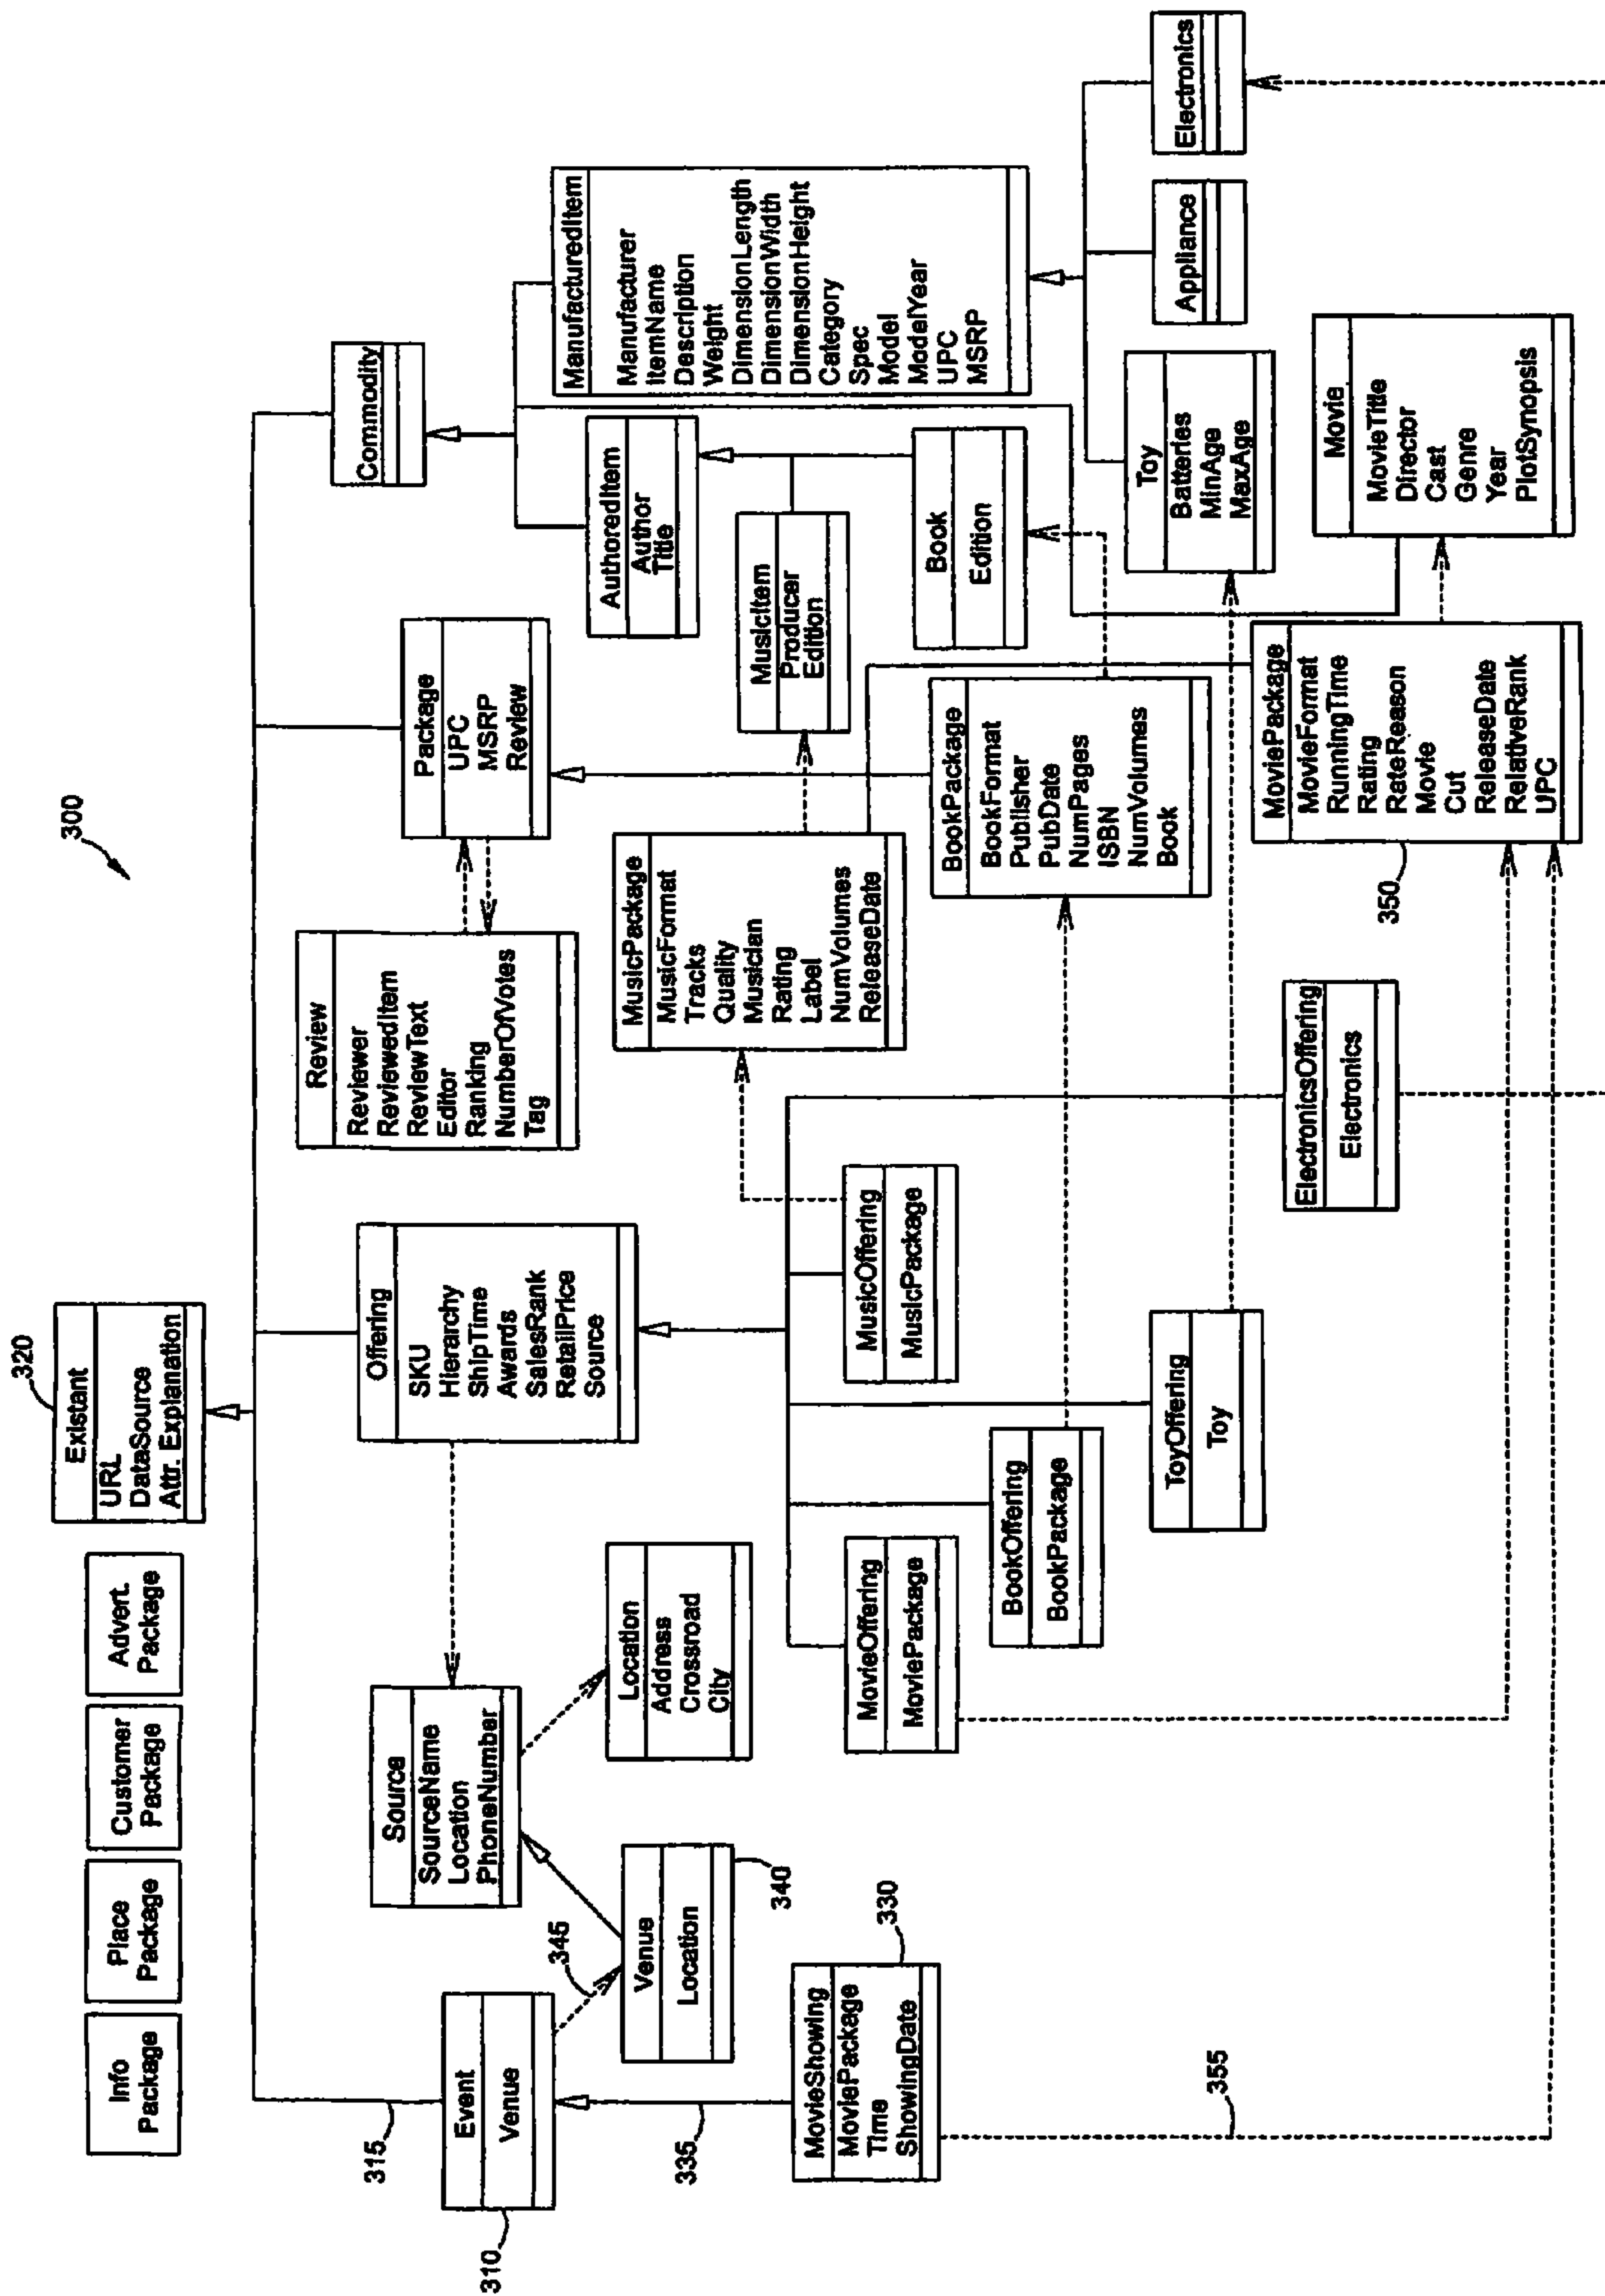 300
Info
Package
Place
Package
Customer
Package
Advert.
Package
320
Existant
URL
DataSource
Attr. Explanation
315
310
Event
Venue
345
Source
SourceName
Location
PhoneNumber
Offering
SKU
Hierarchy
ShipTime
Awards
SalesRank
RetailPrice
Source
Review
Reviewer
ReviewedItem
ReviewText
Editor
Ranking
NumberOfVotes
Tag
Package
UPC
MSRP
Review
Commodity
Venue
Location
340
Location
Address
Crossroad
City
AuthoredItem
Author
Title
ManufacturedItem
Manufacturer
ItemName
Description
Weight
DimensionLength
DimensionWidth
DimensionHeight
Category
Spec
Model
ModelYear
UPC
MSRP
335
MovieShowing
MoviePackage
Time
ShowingDate
330
MusicPackage
MusicFormat
Tracks
Quality
Musician
Rating
Label
NumVolumes
ReleaseDate
MusicItem
Producer
Edition
MovieOffering
MoviePackage
MusicOffering
MusicPackage
Book
Edition
BookOffering
BookPackage
BookPackage
BookFormat
Publisher
PubDate
NumPages
ISBN
NumVolumes
Book
ToyOffering
Toy
Toy
Batteries
MinAge
MaxAge
Appliance
Electronics
355
ElectronicsOffering
Electronics
350
MoviePackage
MovieFormat
RunningTime
Rating
RateReason
Movie
Cut
ReleaseDate
RelativeRank
UPC
Movie
MovieTitle
Director
Cast
Genre
Year
PlotSynopsis